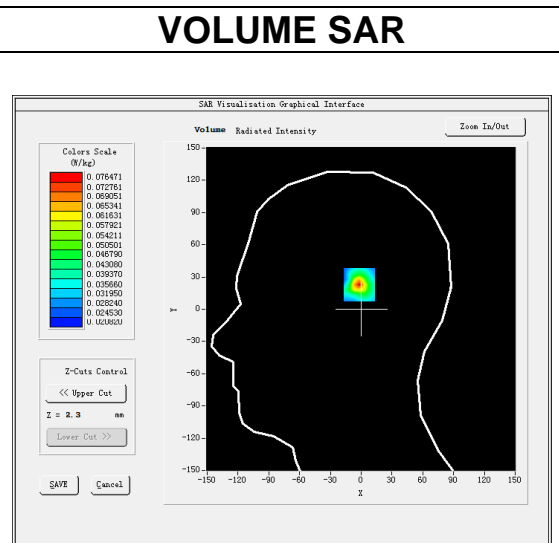 VOLUME SAR
SAR Visualisation Graphical Interface
Volume Radiated Intensity
Zoom In/Out
Colors Scale
(W/kg)
0.076471
0.072761
0.069051
0.065341
0.061631
0.057921
0.054211
0.050501
0.046790
0.043080
0.039370
0.035660
0.031950
0.028240
0.024530
0.020820
Z-Cuts Control
<< Upper Cut
Z = 2.3 mm
Lower Cut >>
SAVE Cancel
150
120
90
60
30
Y 0
-30
-60
-90
-120
-150
-150 -120 -90 -60 -30 0 30 60 90 120 150
X